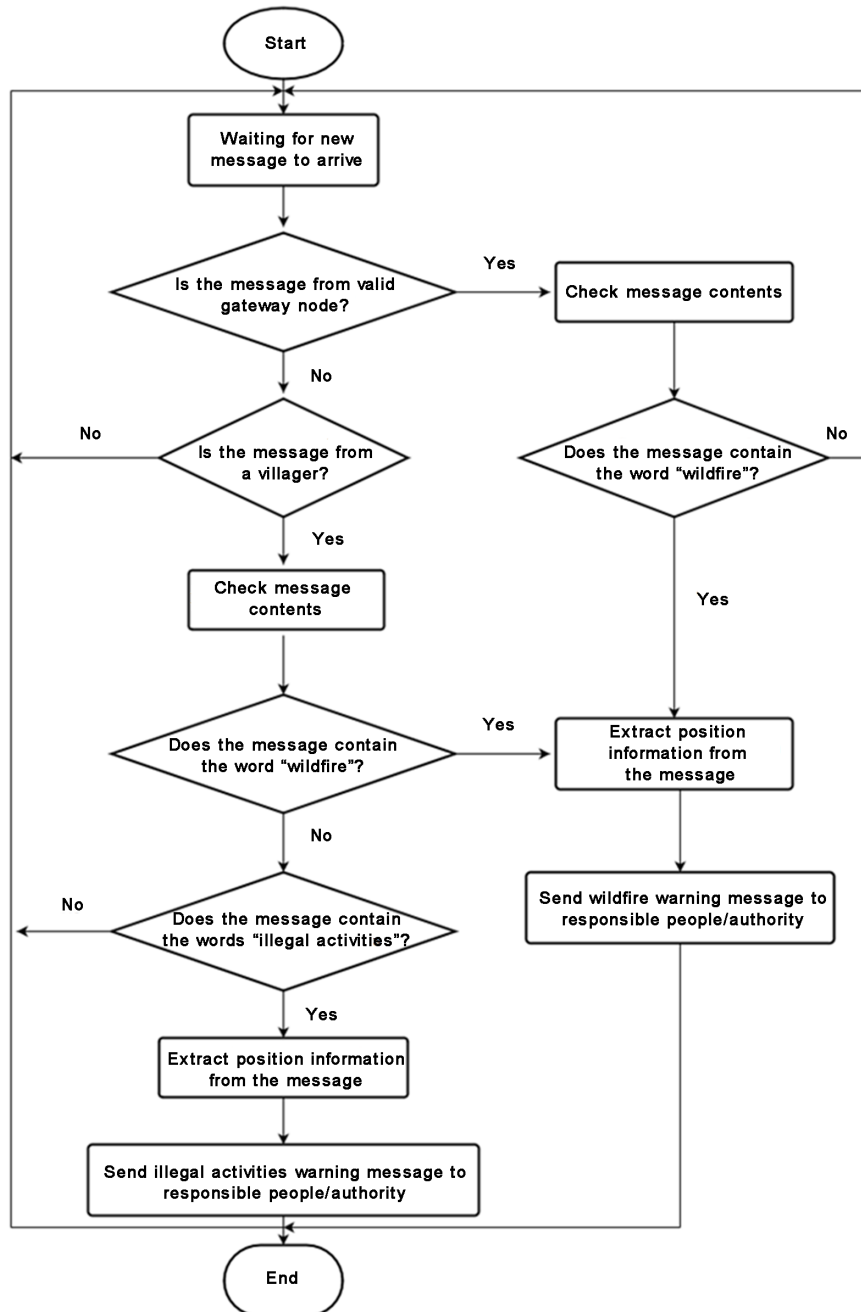 Start
Waiting for new
message to arrive
Is the message from valid
gateway node?
Yes
Check message contents
No
Is the message from
a villager?
No
Does the message contain
the word “wildfire”?
No
Yes
Check message
contents
Yes
Does the message contain
the word “wildfire”?
Yes
Extract position
information from
the message
No
Does the message contain
the words “illegal activities”?
No
Send wildfire warning message to
responsible people/authority
Yes
Extract position information
from the message
Send illegal activities warning message to
responsible people/authority
End